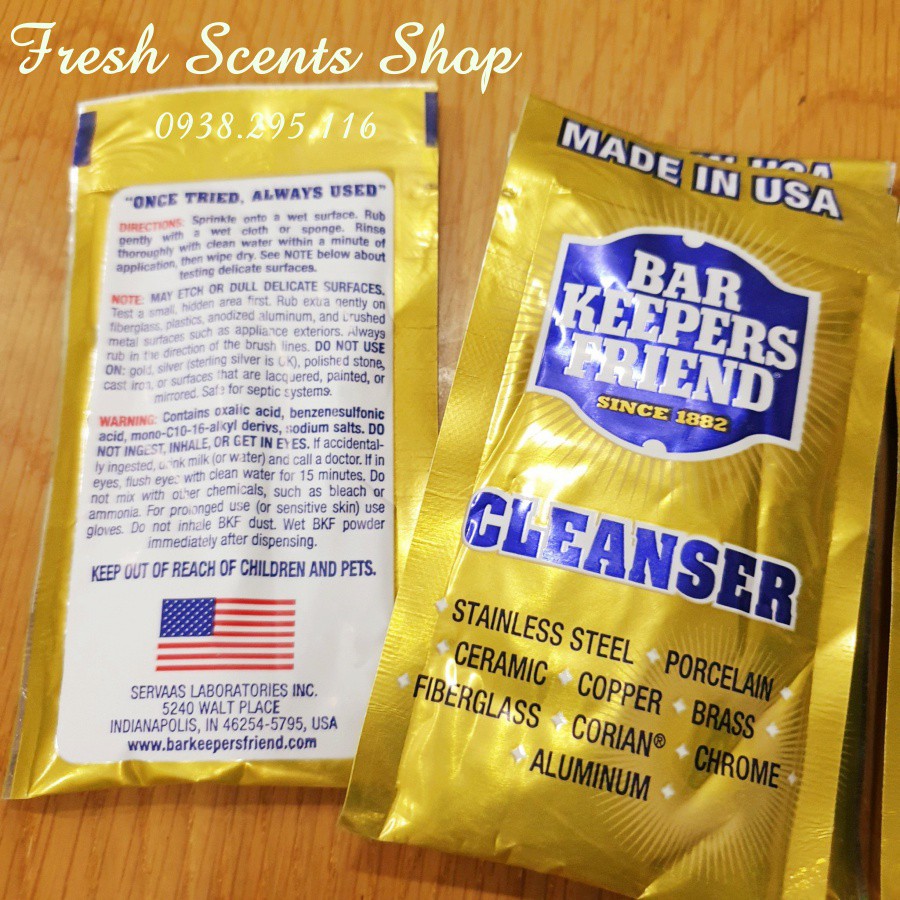 Fresh Scents Shop
0938.295.116
"ONCE TRIED, ALWAYS USED"
DIRECTIONS: Sprinkle onto a wet surface. Rub
gently with a wet cloth or sponge. Rinse
thoroughly with clean water within a minute of
application, then wipe dry. See NOTE below about
testing delicate surfaces.
NOTE: MAY ETCH OR DULL DELICATE SURFACES,
Test a small, hidden area first. Rub extra gently on
fiberglass, plastics, anodized aluminum, and brushed
metal surfaces such as appliance exteriors. Always
rub in the direction of the brush lines. DO NOT USE
ON: gold, silver (sterling silver is OK), polished stone,
cast iron, or surfaces that are lacquered, painted, or
mirrored. Safe for septic systems.
WARNING: Contains oxalic acid, benzenesulfonic
acid, mono-C10-16-alkyl derivs, sodium salts. DO
NOT INGEST, INHALE, OR GET IN EYES. If accidental-
ly ingested, drink milk (or water) and call a doctor. If in
eyes, flush eyes with clean water for 15 minutes. Do
not mix with other chemicals, such as bleach or
ammonia. For prolonged use (or sensitive skin) use
gloves. Do not inhale BKF dust. Wet BKF powder
immediately after dispensing.
KEEP OUT OF REACH OF CHILDREN AND PETS.
SERVAAS LABORATORIES INC.
5240 WALT PLACE
INDIANAPOLIS, IN 46254-5795, USA
www.barkeepersfriend.com
MADE IN USA
BAR
KEEPERS
FRIEND
SINCE 1882
CLEANSER
STAINLESS STEEL PORCELAIN
CERAMIC COPPER BRASS
FIBERGLASS CORIAN® CHROME
ALUMINUM